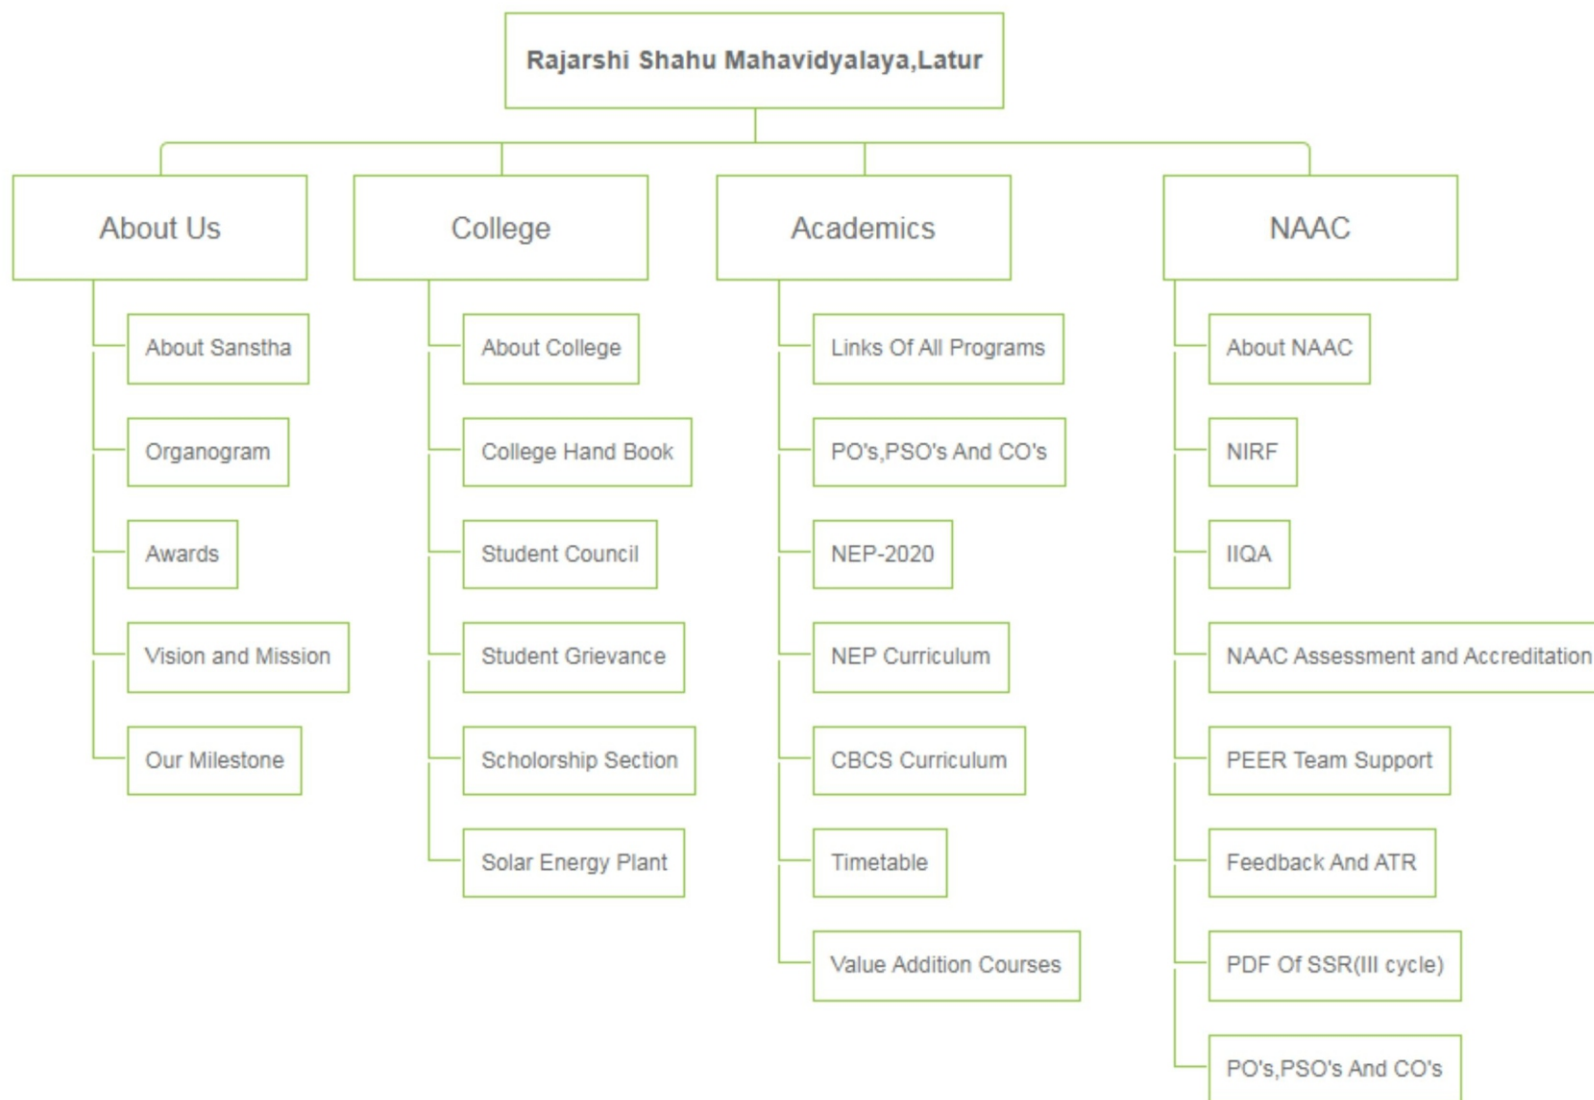 Rajarshi Shahu Mahavidyalaya,Latur
About Us
About Sanstha
Organogram
Awards
Vision and Mission
Our Milestone
College
About College
College Hand Book
Student Council
Student Grievance
Scholorship Section
Solar Energy Plant
Academics
Links Of All Programs
PO's,PSO's And CO's
NEP-2020
NEP Curriculum
CBCS Curriculum
Timetable
Value Addition Courses
NAAC
About NAAC
NIRF
IIQA
NAAC Assessment and Accreditation
PEER Team Support
Feedback And ATR
PDF Of SSR(III cycle)
PO's,PSO's And CO's